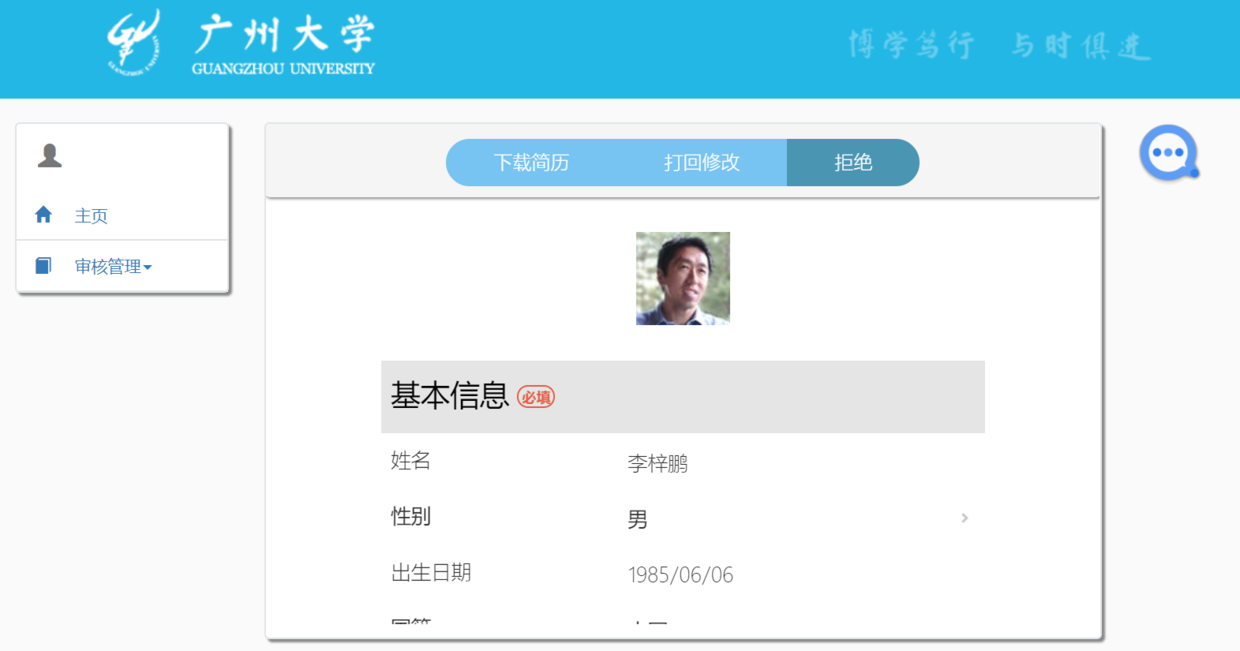 广州大学
GUANGZHOU UNIVERSITY
博学笃行 与时俱进
主页
审核管理
下载简历 打回修改 拒绝
基本信息 必填
姓名 李梓鹏
性别 男
出生日期 1985/06/06